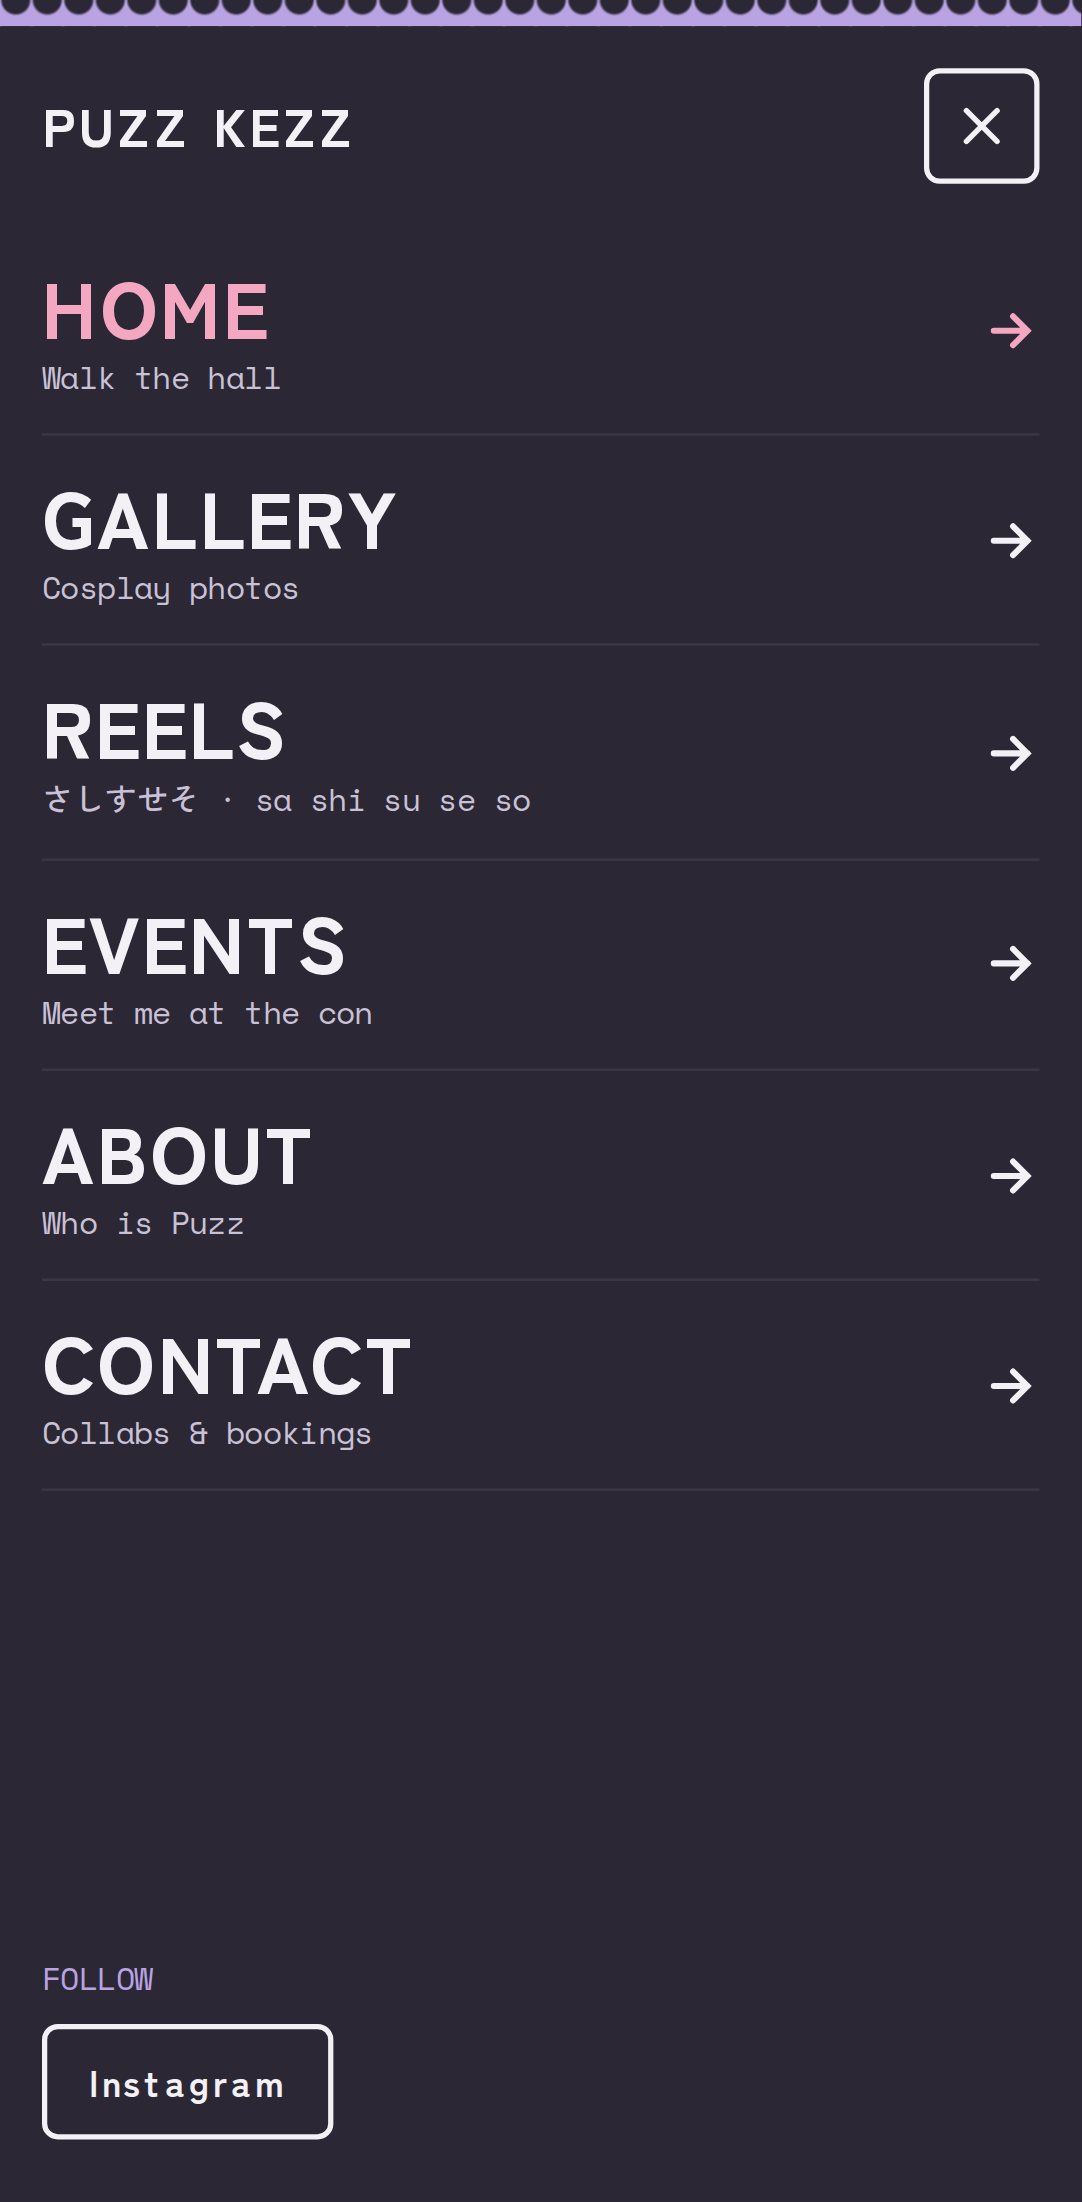 PUZZ KEZZ
HOME
Walk the hall
GALLERY
Cosplay photos
REELS
さしすせそ · sa shi su se so
EVENTS
Meet me at the con
ABOUT
Who is Puzz
CONTACT
Collabs & bookings
FOLLOW
Instagram